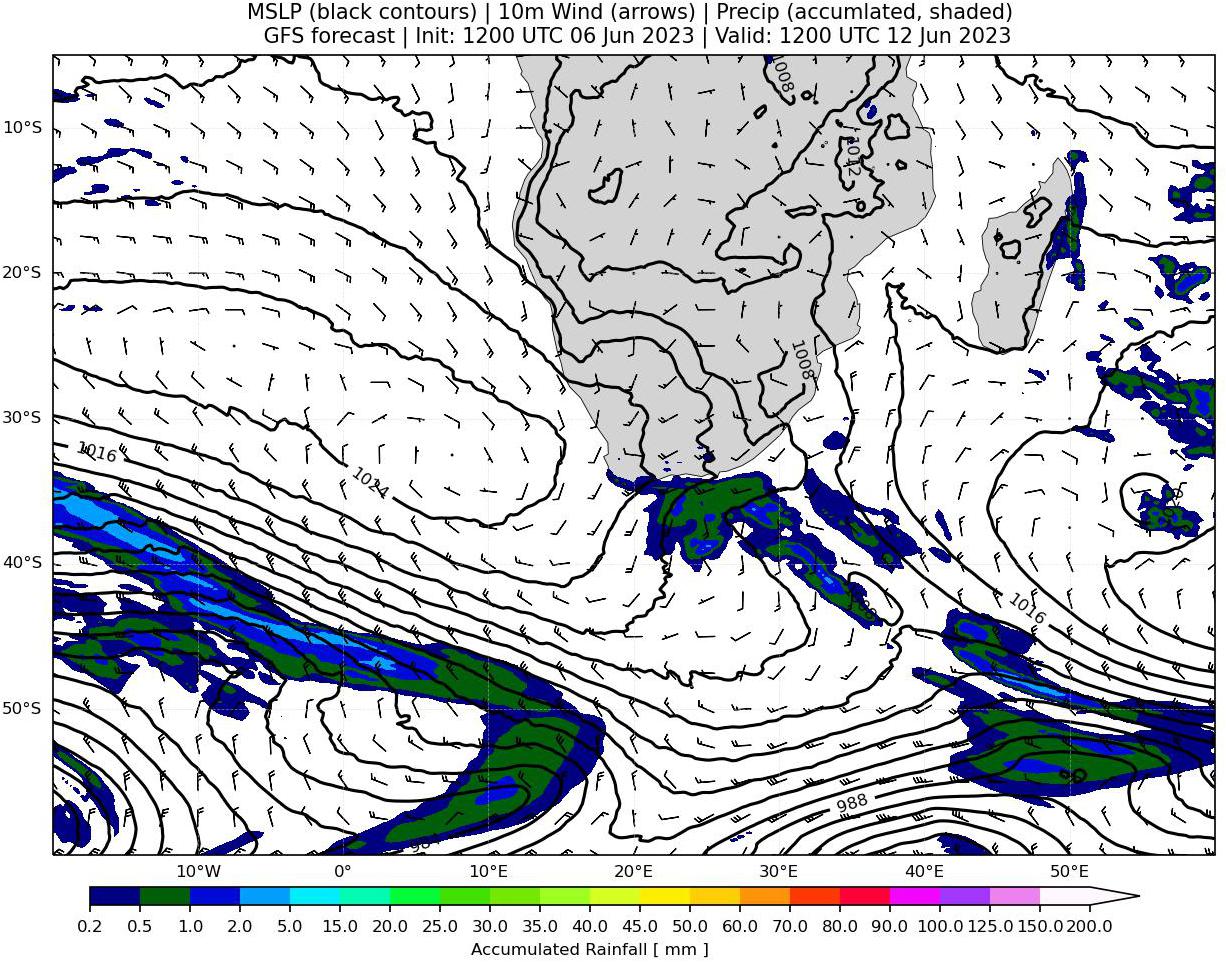 MSLP (black contours) | 10m Wind (arrows) | Precip (accumlated, shaded)
GFS forecast | Init: 1200 UTC 06 Jun 2023 | Valid: 1200 UTC 12 Jun 2023
1008
10°S
1012
20°S
1008
30°S
1016
1024
40°S
1016
50°S
988
10°W 0° 10°E 20°E 30°E 40°E 50°E
0.2 0.5 1.0 2.0 5.0 10.0 15.0 20.0 25.0 30.0 35.0 40.0 45.0 50.0 60.0 70.0 80.0 90.0 100.0 125.0 150.0 200.0
Accumulated Rainfall [ mm ]